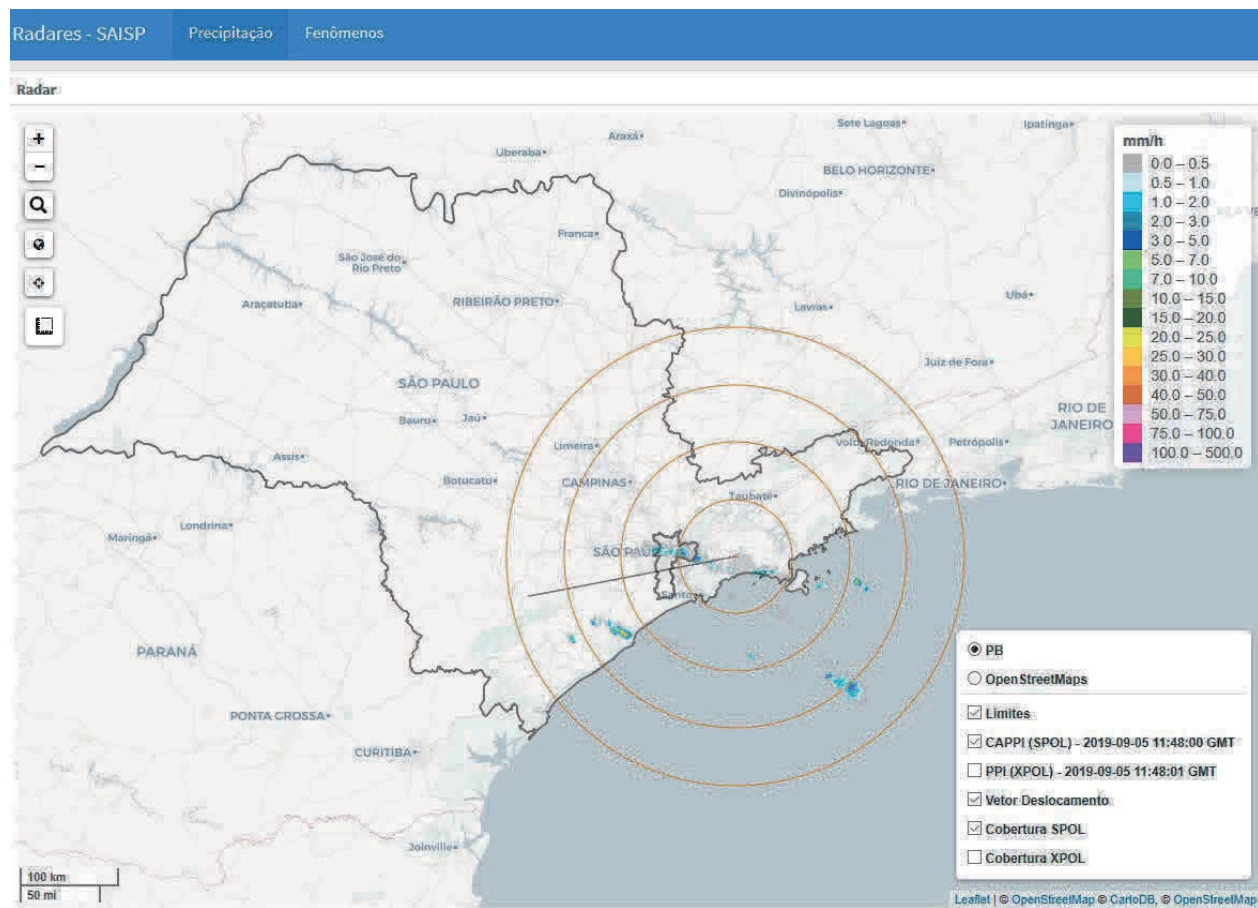 Radares - SAISP
Precipitação
Fenômenos
Radar
+
−
Sete Lagoas
Ipatinga
Araxá
Uberaba
BELO HORIZONTE
Divinópolis
Franca
São José do
Rio Preto
Araçatuba
RIBEIRÃO PRETO
Lavras
Ubá
Juiz de Fora
SÃO PAULO
Bauru
Jaú
RIO DE
JANEIRO
Limeira
Volta Redonda
Petrópolis
Assis
Botucatu
CAMPINAS
Taubaté
RIO DE JANEIRO
Londrina
Maringá
SÃO PAU
Santos
PARANÁ
PONTA GROSSA
CURITIBA
Joinville
mm/h
0.0 – 0.5
0.5 – 1.0
1.0 – 2.0
2.0 – 3.0
3.0 – 5.0
5.0 – 7.0
7.0 – 10.0
10.0 – 15.0
15.0 – 20.0
20.0 – 25.0
25.0 – 30.0
30.0 – 40.0
40.0 – 50.0
50.0 – 75.0
75.0 – 100.0
100.0 – 500.0
PB
OpenStreetMaps
Limites
CAPPI (SPOL) - 2019-09-05 11:48:00 GMT
PPI (XPOL) - 2019-09-05 11:48:01 GMT
Vetor Deslocamento
Cobertura SPOL
Cobertura XPOL
100 km
50 mi
Leaflet | © OpenStreetMap © CartoDB, © OpenStreetMap